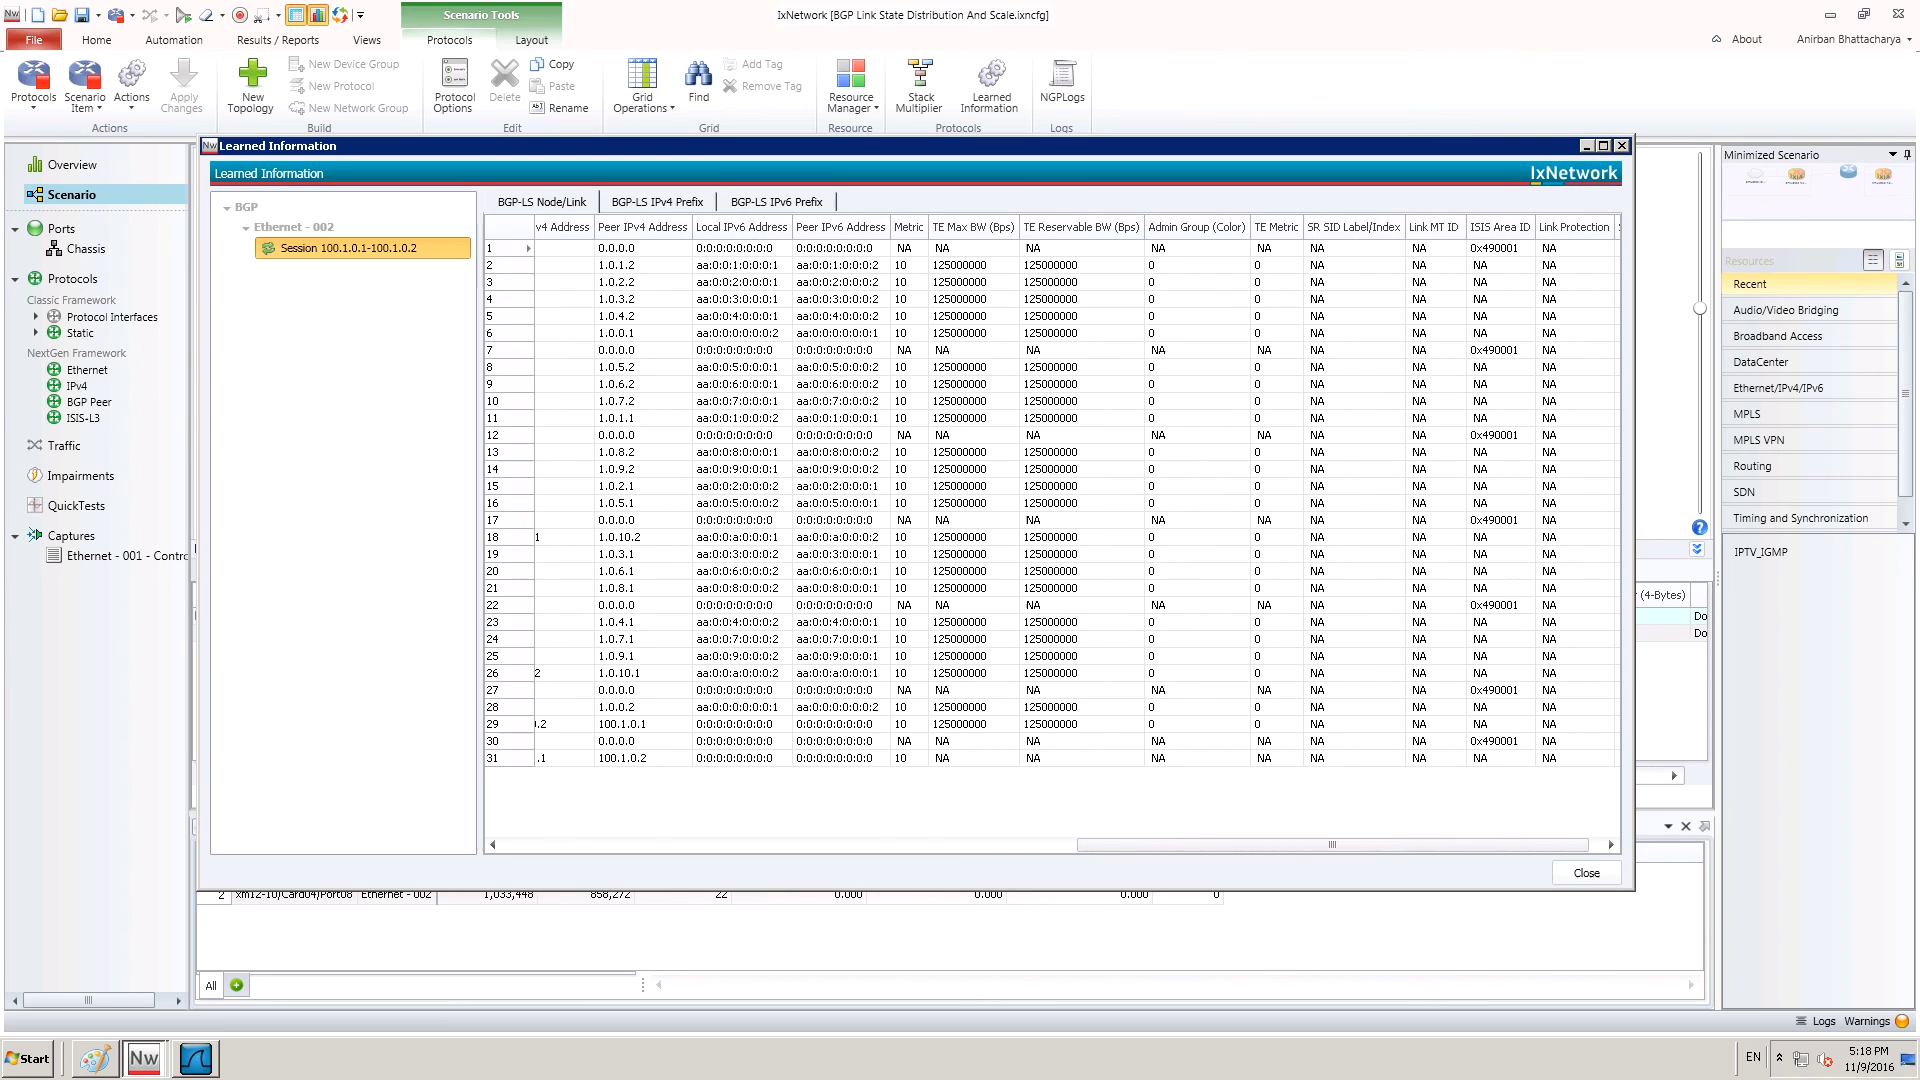 IxNetwork [BGP Link State Distribution And Scale.ixncfg]
Scenario Tools
File Home Automation Results / Reports Views Protocols Layout About Anirban Bhattacharya
Protocols Scenario Item Actions Apply Changes
Actions
New Topology New Device Group New Protocol New Network Group
Build
Protocol Options Delete Copy Paste Rename
Edit
Grid Operations Find Add Tag Remove Tag
Grid
Resource Manager
Resource
Stack Multiplier Learned Information
Protocols
NGPLogs
Logs
Overview
Scenario
Ports
Chassis
Protocols
Classic Framework
Protocol Interfaces
Static
NextGen Framework
Ethernet
IPv4
BGP Peer
ISIS-L3
Traffic
Impairments
QuickTests
Captures
Ethernet - 001 - Contro
Nw Learned Information
Learned Information IxNetwork
BGP
Ethernet - 002
Session 100.1.0.1-100.1.0.2
BGP-LS Node/Link BGP-LS IPv4 Prefix BGP-LS IPv6 Prefix
v4 Address Peer IPv4 Address Local IPv6 Address Peer IPv6 Address Metric TE Max BW (Bps) TE Reservable BW (Bps) Admin Group (Color) TE Metric SR SID Label/Index Link MT ID ISIS Area ID Link Protection
1 0.0.0.0 0:0:0:0:0:0:0:0 0:0:0:0:0:0:0:0 NA NA NA NA NA NA NA 0x490001 NA
2 1.0.1.2 aa:0:0:1:0:0:0:1 aa:0:0:1:0:0:0:2 10 125000000 125000000 0 0 NA NA NA NA
3 1.0.2.2 aa:0:0:2:0:0:0:1 aa:0:0:2:0:0:0:2 10 125000000 125000000 0 0 NA NA NA NA
4 1.0.3.2 aa:0:0:3:0:0:0:1 aa:0:0:3:0:0:0:2 10 125000000 125000000 0 0 NA NA NA NA
5 1.0.4.2 aa:0:0:4:0:0:0:1 aa:0:0:4:0:0:0:2 10 125000000 125000000 0 0 NA NA NA NA
6 1.0.0.1 aa:0:0:0:0:0:0:2 aa:0:0:0:0:0:0:1 10 125000000 125000000 0 0 NA NA NA NA
7 0.0.0.0 0:0:0:0:0:0:0:0 0:0:0:0:0:0:0:0 NA NA NA NA NA NA NA 0x490001 NA
8 1.0.5.2 aa:0:0:5:0:0:0:1 aa:0:0:5:0:0:0:2 10 125000000 125000000 0 0 NA NA NA NA
9 1.0.6.2 aa:0:0:6:0:0:0:1 aa:0:0:6:0:0:0:2 10 125000000 125000000 0 0 NA NA NA NA
10 1.0.7.2 aa:0:0:7:0:0:0:1 aa:0:0:7:0:0:0:2 10 125000000 125000000 0 0 NA NA NA NA
11 1.0.1.1 aa:0:0:1:0:0:0:2 aa:0:0:1:0:0:0:1 10 125000000 125000000 0 0 NA NA NA NA
12 0.0.0.0 0:0:0:0:0:0:0:0 0:0:0:0:0:0:0:0 NA NA NA NA NA NA NA 0x490001 NA
13 1.0.8.2 aa:0:0:8:0:0:0:1 aa:0:0:8:0:0:0:2 10 125000000 125000000 0 0 NA NA NA NA
14 1.0.9.2 aa:0:0:9:0:0:0:1 aa:0:0:9:0:0:0:2 10 125000000 125000000 0 0 NA NA NA NA
15 1.0.2.1 aa:0:0:2:0:0:0:2 aa:0:0:2:0:0:0:1 10 125000000 125000000 0 0 NA NA NA NA
16 1.0.5.1 aa:0:0:5:0:0:0:2 aa:0:0:5:0:0:0:1 10 125000000 125000000 0 0 NA NA NA NA
17 0.0.0.0 0:0:0:0:0:0:0:0 0:0:0:0:0:0:0:0 NA NA NA NA NA NA NA 0x490001 NA
18 1 1.0.10.2 aa:0:0:a:0:0:0:1 aa:0:0:a:0:0:0:2 10 125000000 125000000 0 0 NA NA NA NA
19 1.0.3.1 aa:0:0:3:0:0:0:2 aa:0:0:3:0:0:0:1 10 125000000 125000000 0 0 NA NA NA NA
20 1.0.6.1 aa:0:0:6:0:0:0:2 aa:0:0:6:0:0:0:1 10 125000000 125000000 0 0 NA NA NA NA
21 1.0.8.1 aa:0:0:8:0:0:0:2 aa:0:0:8:0:0:0:1 10 125000000 125000000 0 0 NA NA NA NA
22 0.0.0.0 0:0:0:0:0:0:0:0 0:0:0:0:0:0:0:0 NA NA NA NA NA NA NA 0x490001 NA
23 1.0.4.1 aa:0:0:4:0:0:0:2 aa:0:0:4:0:0:0:1 10 125000000 125000000 0 0 NA NA NA NA
24 1.0.7.1 aa:0:0:7:0:0:0:2 aa:0:0:7:0:0:0:1 10 125000000 125000000 0 0 NA NA NA NA
25 1.0.9.1 aa:0:0:9:0:0:0:2 aa:0:0:9:0:0:0:1 10 125000000 125000000 0 0 NA NA NA NA
26 2 1.0.10.1 aa:0:0:a:0:0:0:2 aa:0:0:a:0:0:0:1 10 125000000 125000000 0 0 NA NA NA NA
27 0.0.0.0 0:0:0:0:0:0:0:0 0:0:0:0:0:0:0:0 NA NA NA NA NA NA NA 0x490001 NA
28 1.0.0.2 aa:0:0:0:0:0:0:1 aa:0:0:0:0:0:0:2 10 125000000 125000000 0 0 NA NA NA NA
29 .2 100.1.0.1 0:0:0:0:0:0:0:0 0:0:0:0:0:0:0:0 10 125000000 125000000 0 0 NA NA NA NA
30 0.0.0.0 0:0:0:0:0:0:0:0 0:0:0:0:0:0:0:0 NA NA NA NA NA NA NA 0x490001 NA
31 .1 100.1.0.2 0:0:0:0:0:0:0:0 0:0:0:0:0:0:0:0 10 NA NA NA NA NA NA NA NA
Close
2 xm12-10/Card04/Port08 Ethernet - 002 1,033,448 858,272 22 0.000 0.000 0.000 0
All
(4-Bytes)
Do
Do
Minimized Scenario
Resources
Recent
Audio/Video Bridging
Broadband Access
DataCenter
Ethernet/IPv4/IPv6
MPLS
MPLS VPN
Routing
SDN
Timing and Synchronization
IPTV_IGMP
Logs Warnings
Start Nw EN 5:18 PM
11/9/2016